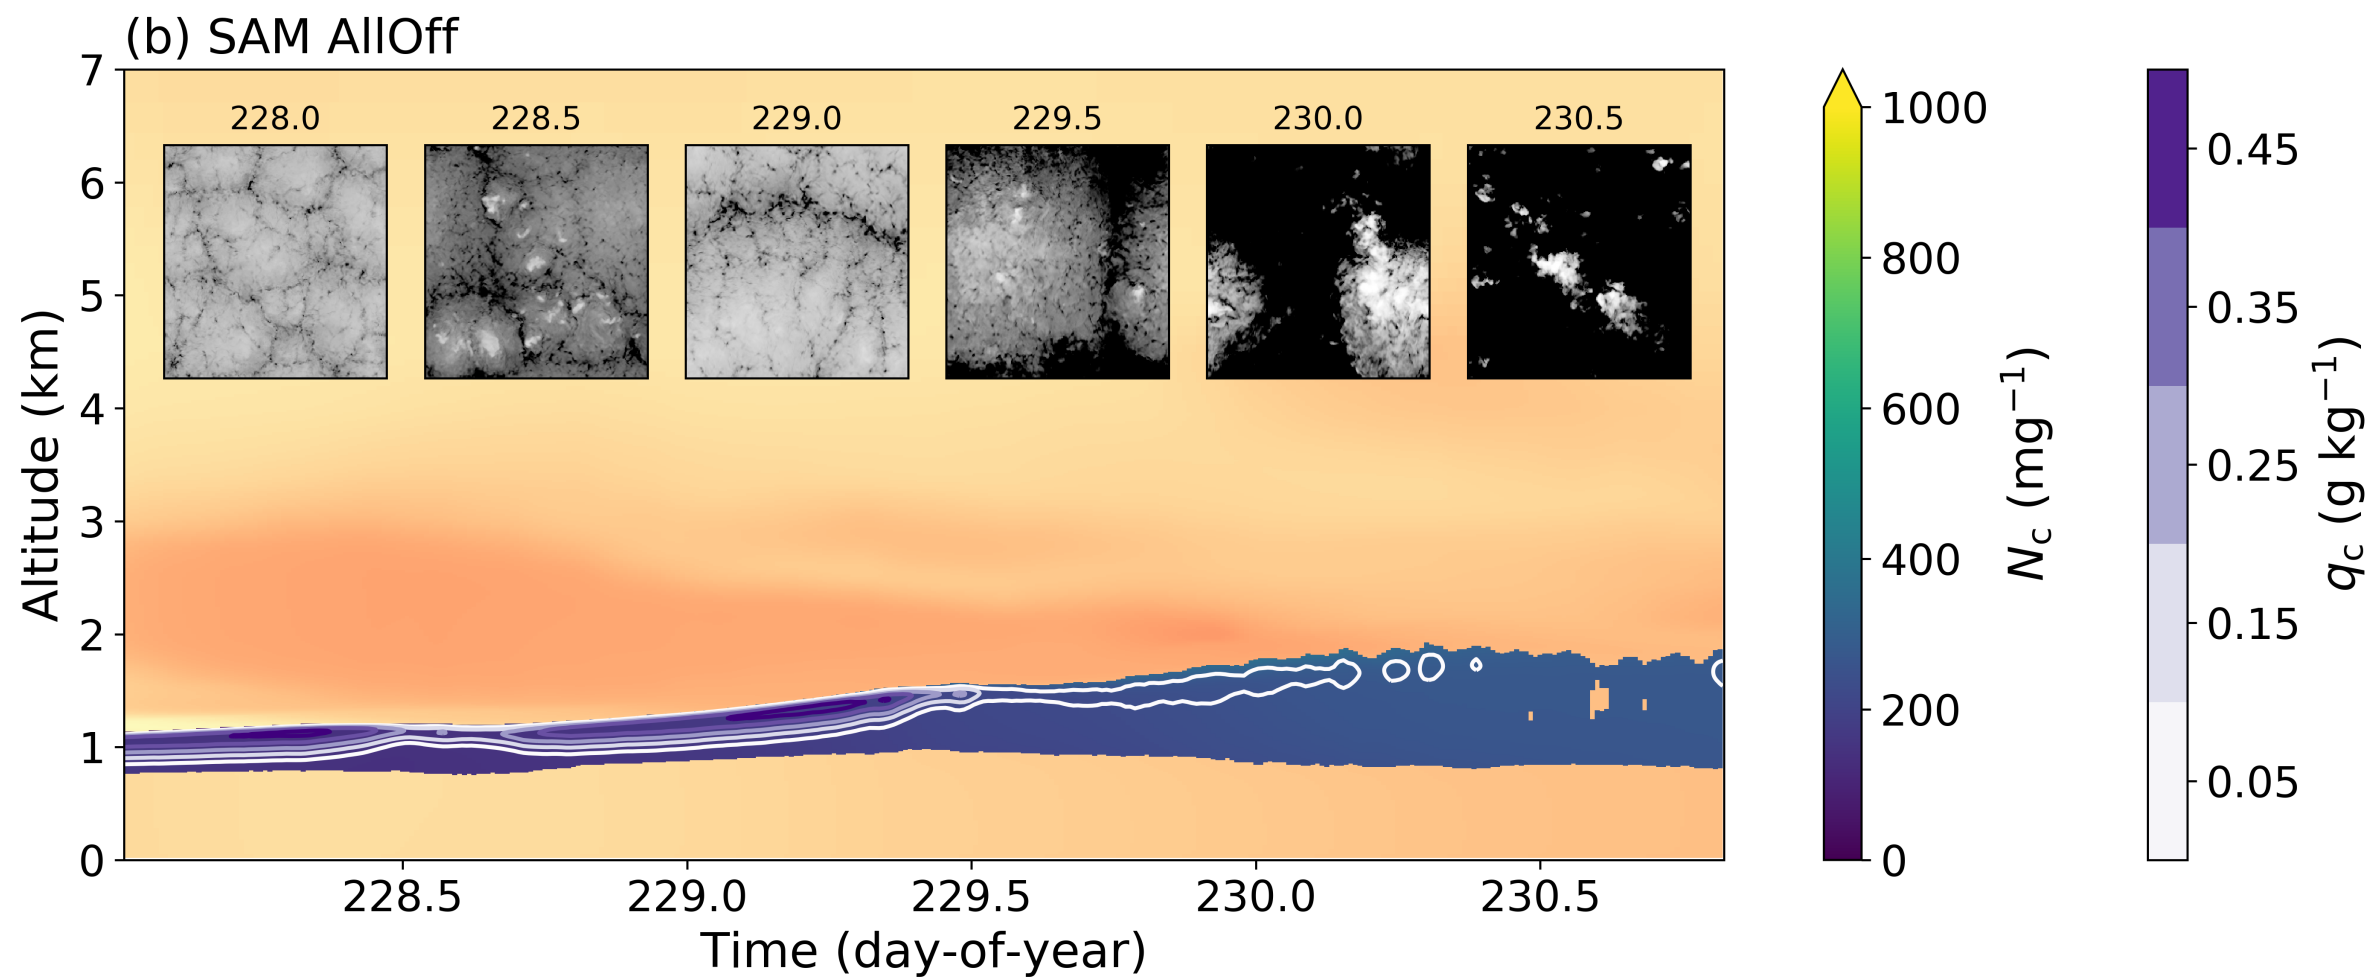 (b) SAM AllOff
228.0 228.5 229.0 229.5 230.0 230.5
7
6
5
4
3
2
1
0
Altitude (km)
228.5 229.0 229.5 230.0 230.5
Time (day-of-year)
1000
800
600
400
200
0
N_c (mg⁻¹)
0.45
0.35
0.25
0.15
0.05
q_c (g kg⁻¹)